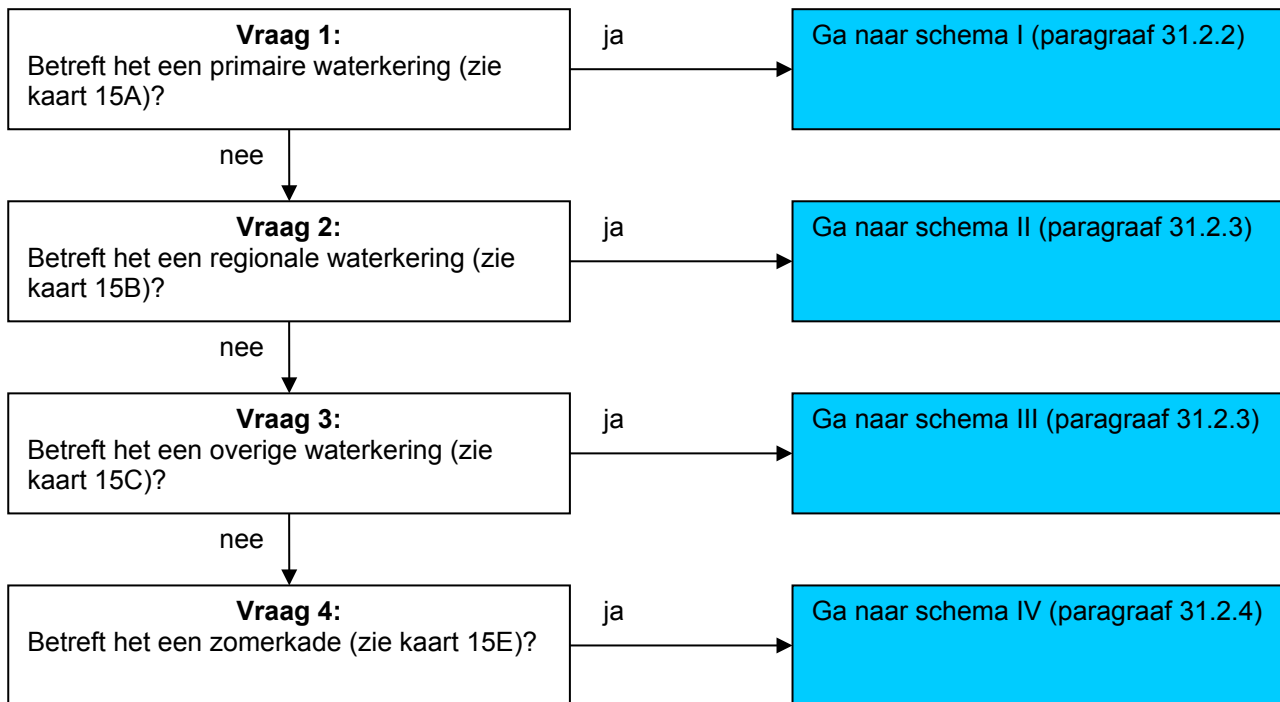 Vraag 1:
Betreft het een primaire waterkering (zie
kaart 15A)?
ja
Ga naar schema I (paragraaf 31.2.2)
nee
Vraag 2:
Betreft het een regionale waterkering (zie
kaart 15B)?
ja
Ga naar schema II (paragraaf 31.2.3)
nee
Vraag 3:
Betreft het een overige waterkering (zie
kaart 15C)?
ja
Ga naar schema III (paragraaf 31.2.3)
nee
Vraag 4:
Betreft het een zomerkade (zie kaart 15E)?
ja
Ga naar schema IV (paragraaf 31.2.4)